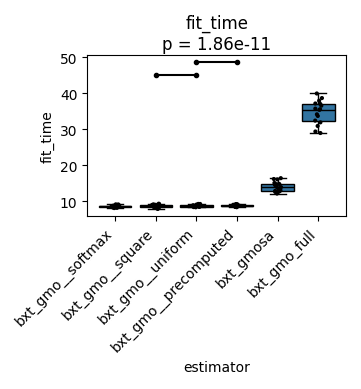 fit_time
p = 1.86e-11
50
40
30
20
10
fit_time
bxt_gmo__softmax
bxt_gmo__square
bxt_gmo__uniform
bxt_gmo__precomputed
bxt_gmosa
bxt_gmo_full
estimator